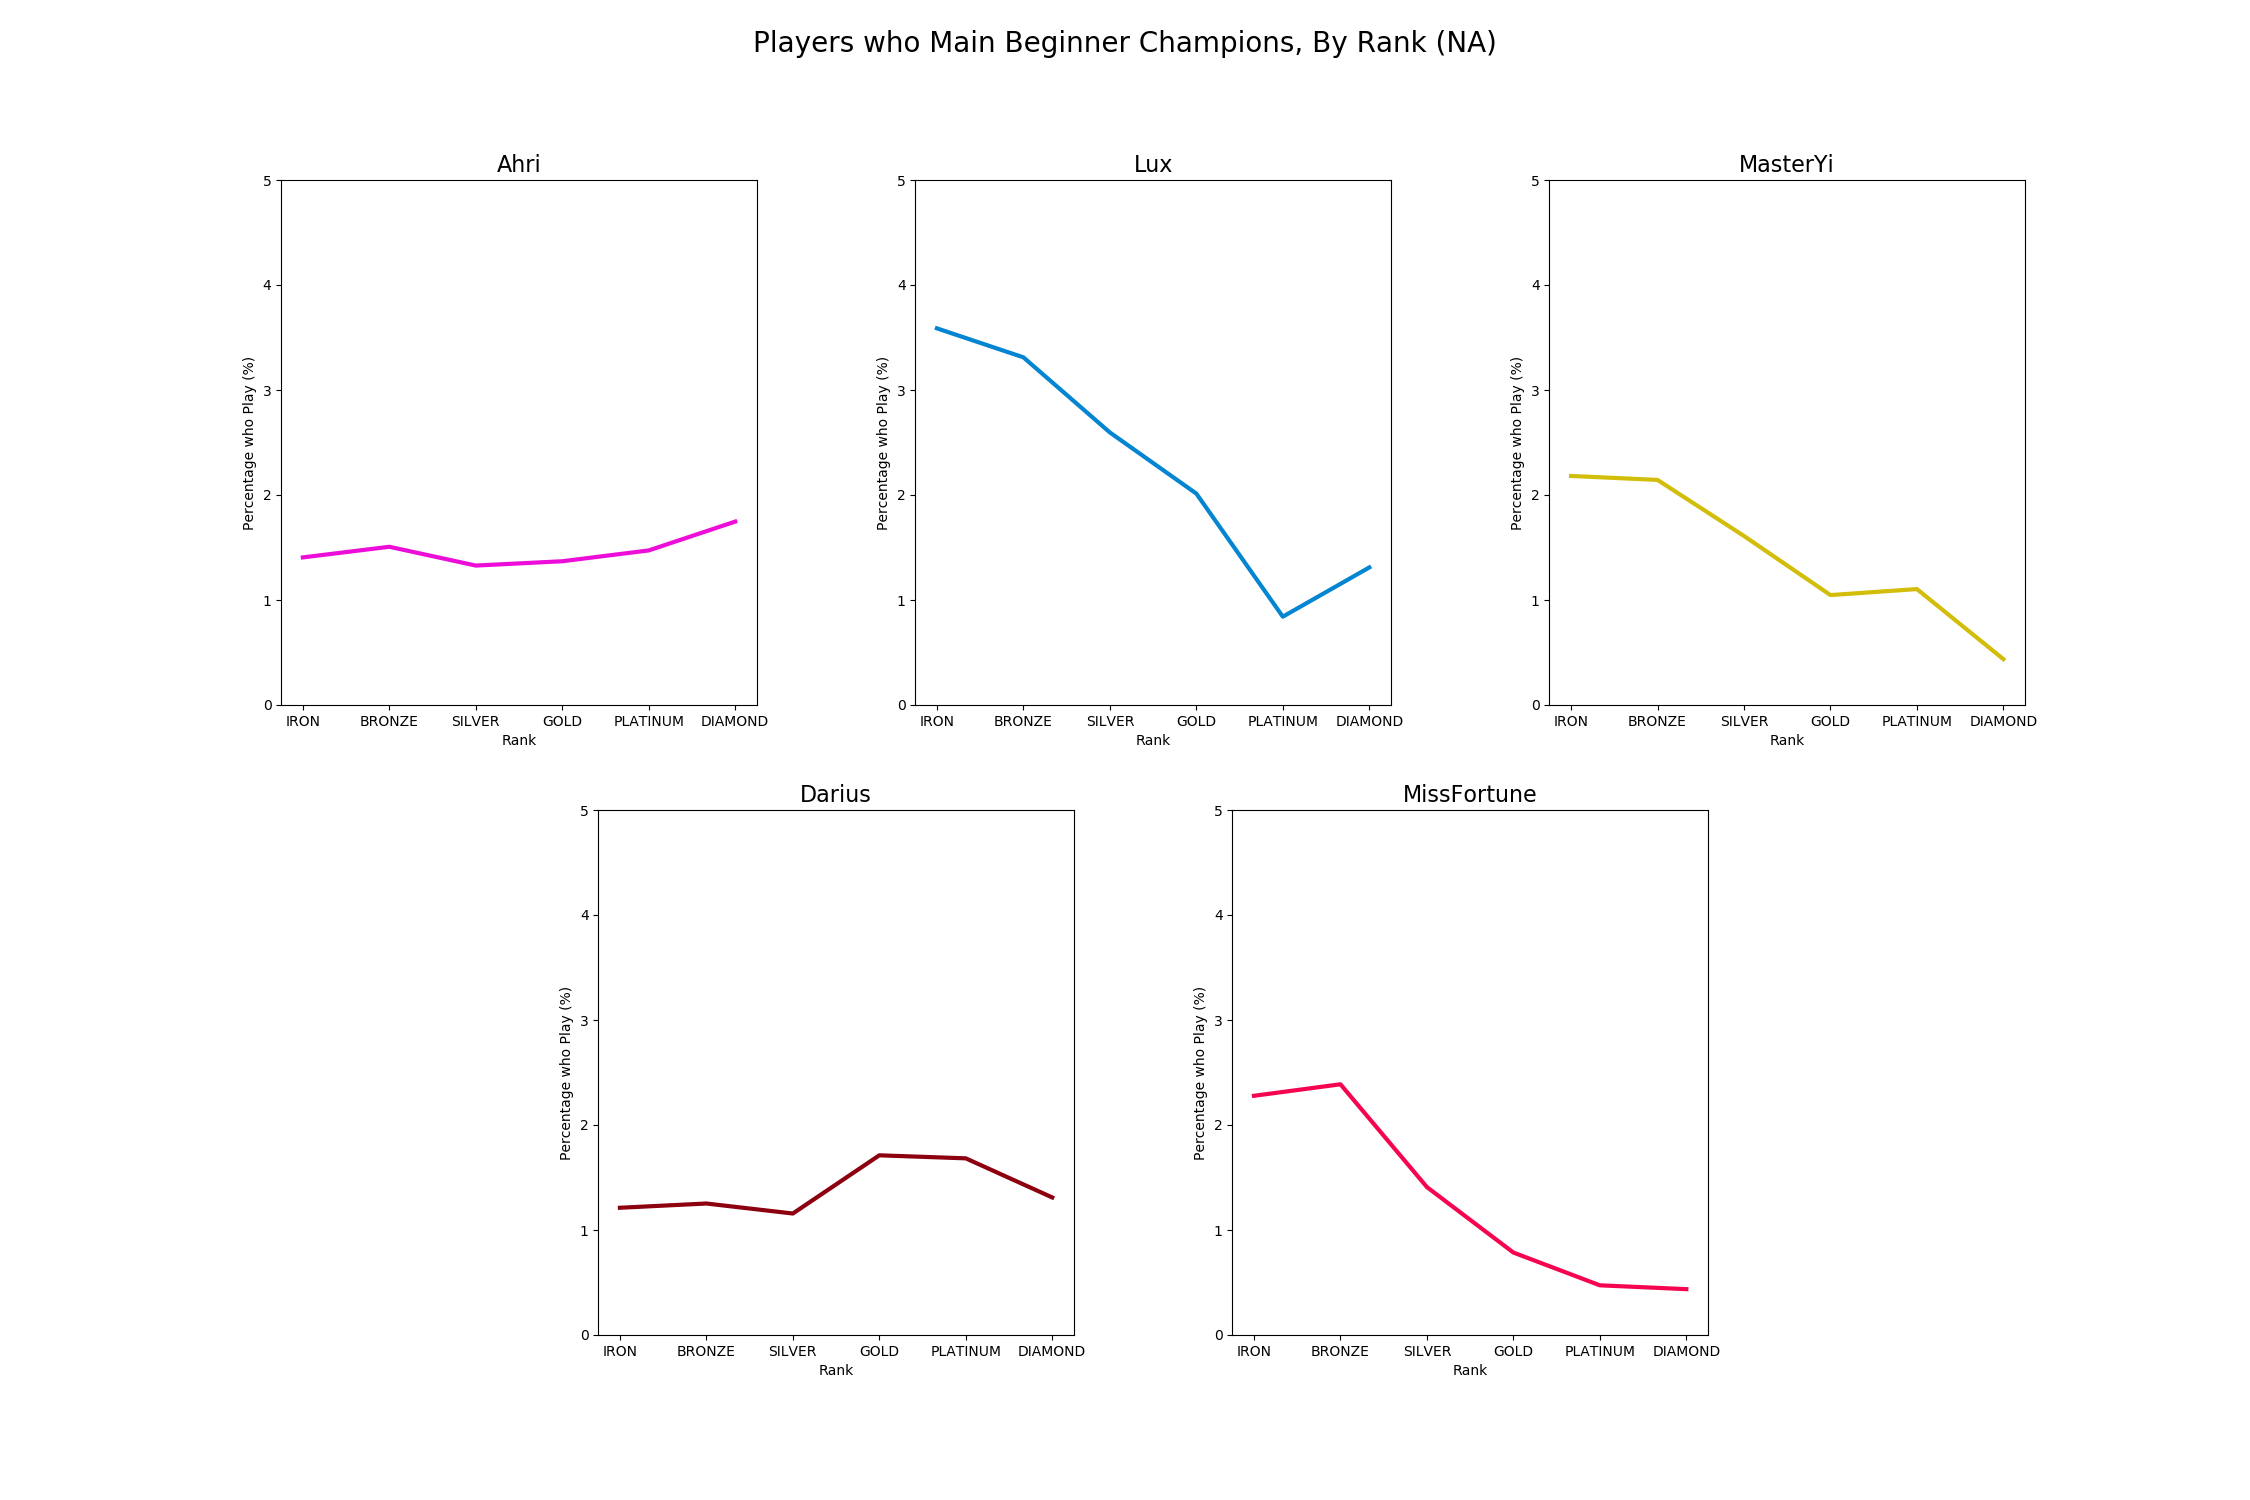 Players who Main Beginner Champions, By Rank (NA)
Ahri
5
4
3
2
1
0
Percentage who Play (%)
IRON BRONZE SILVER GOLD PLATINUM DIAMOND
Rank
Lux
5
4
3
2
1
0
Percentage who Play (%)
IRON BRONZE SILVER GOLD PLATINUM DIAMOND
Rank
MasterYi
5
4
3
2
1
0
Percentage who Play (%)
IRON BRONZE SILVER GOLD PLATINUM DIAMOND
Rank
Darius
5
4
3
2
1
0
Percentage who Play (%)
IRON BRONZE SILVER GOLD PLATINUM DIAMOND
Rank
MissFortune
5
4
3
2
1
0
Percentage who Play (%)
IRON BRONZE SILVER GOLD PLATINUM DIAMOND
Rank